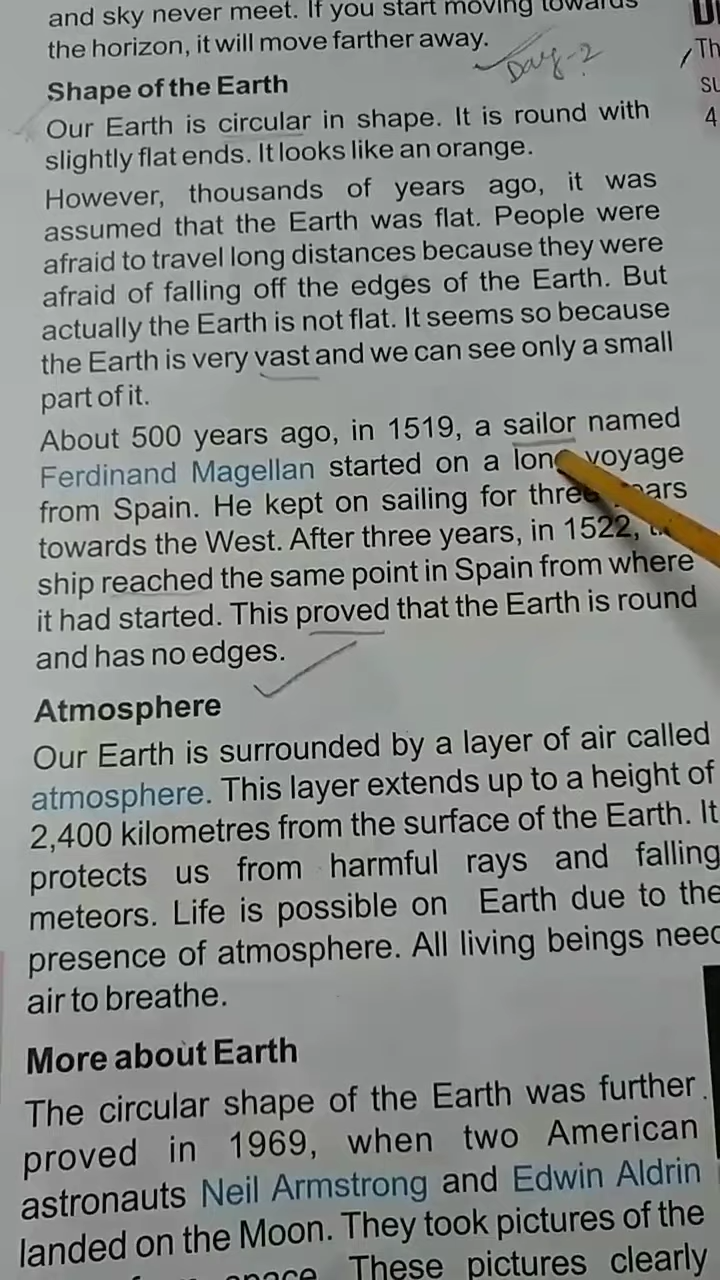 and sky never meet. If you start moving towards
the horizon, it will move farther away.
Day-2
Shape of the Earth
Our Earth is circular in shape. It is round with
slightly flat ends. It looks like an orange.
However, thousands of years ago, it was
assumed that the Earth was flat. People were
afraid to travel long distances because they were
afraid of falling off the edges of the Earth. But
actually the Earth is not flat. It seems so because
the Earth is very vast and we can see only a small
part of it.
About 500 years ago, in 1519, a sailor named
Ferdinand Magellan started on a long voyage
from Spain. He kept on sailing for three years
towards the West. After three years, in 1522,
ship reached the same point in Spain from where
it had started. This proved that the Earth is round
and has no edges.
Atmosphere
Our Earth is surrounded by a layer of air called
atmosphere. This layer extends up to a height of
2,400 kilometres from the surface of the Earth. It
protects us from harmful rays and falling
meteors. Life is possible on Earth due to the
presence of atmosphere. All living beings need
air to breathe.
More about Earth
The circular shape of the Earth was further
proved in 1969, when two American
astronauts Neil Armstrong and Edwin Aldrin
landed on the Moon. They took pictures of the
space. These pictures clearly
Th
su
4